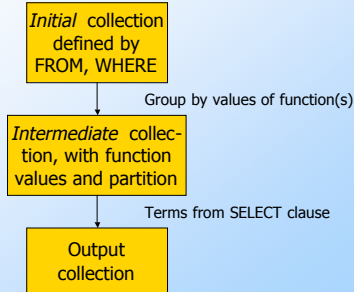 Initial collection
defined by
FROM, WHERE
Group by values of function(s)
Intermediate collec-
tion, with function
values and partition
Terms from SELECT clause
Output
collection